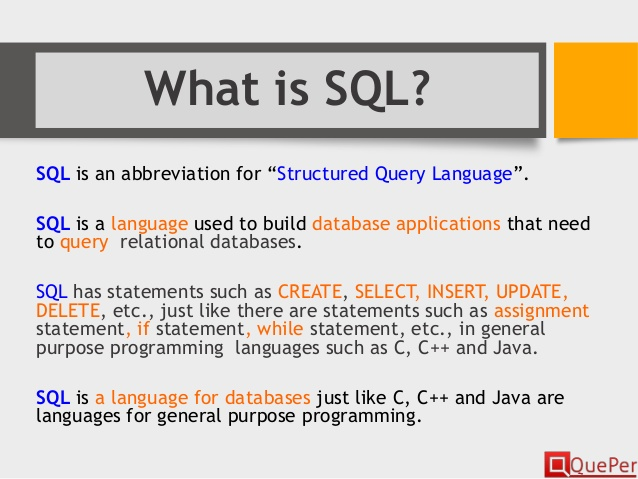 What is SQL?
SQL is an abbreviation for “Structured Query Language”.
SQL is a language used to build database applications that need
to query relational databases.
SQL has statements such as CREATE, SELECT, INSERT, UPDATE,
DELETE, etc., just like there are statements such as assignment
statement, if statement, while statement, etc., in general
purpose programming languages such as C, C++ and Java.
SQL is a language for databases just like C, C++ and Java are
languages for general purpose programming.
QuePer